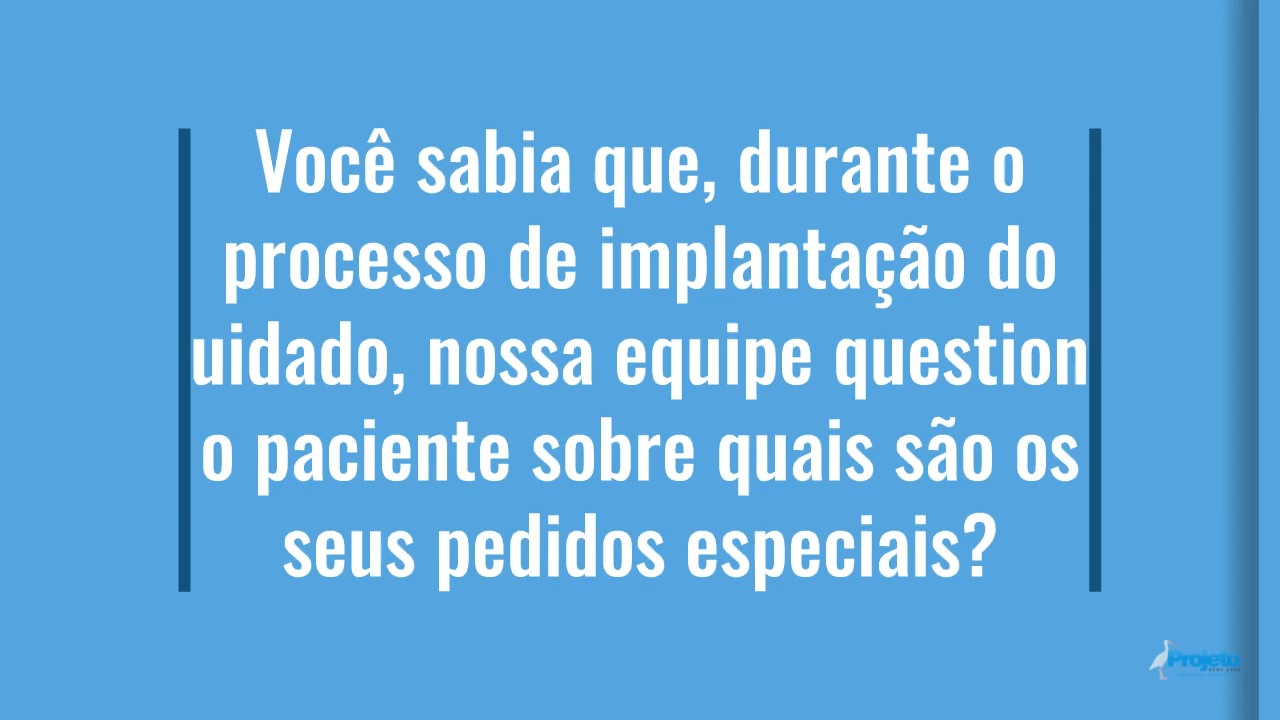 Você sabia que, durante o
processo de implantação do
uidado, nossa equipe question
o paciente sobre quais são os
seus pedidos especiais?
Projeto